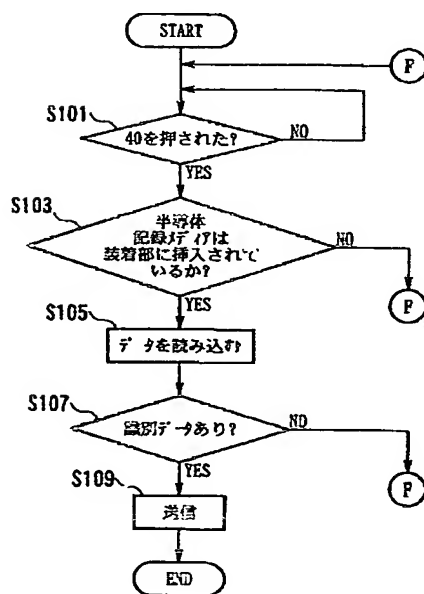 START
F
S101
40を押された?
NO
YES
S103
半導体
記録メディアは
装着部に挿入されて
いるか?
NO
YES
F
S105
データを読み込む
S107
識別データあり?
NO
YES
F
S109
送信
END